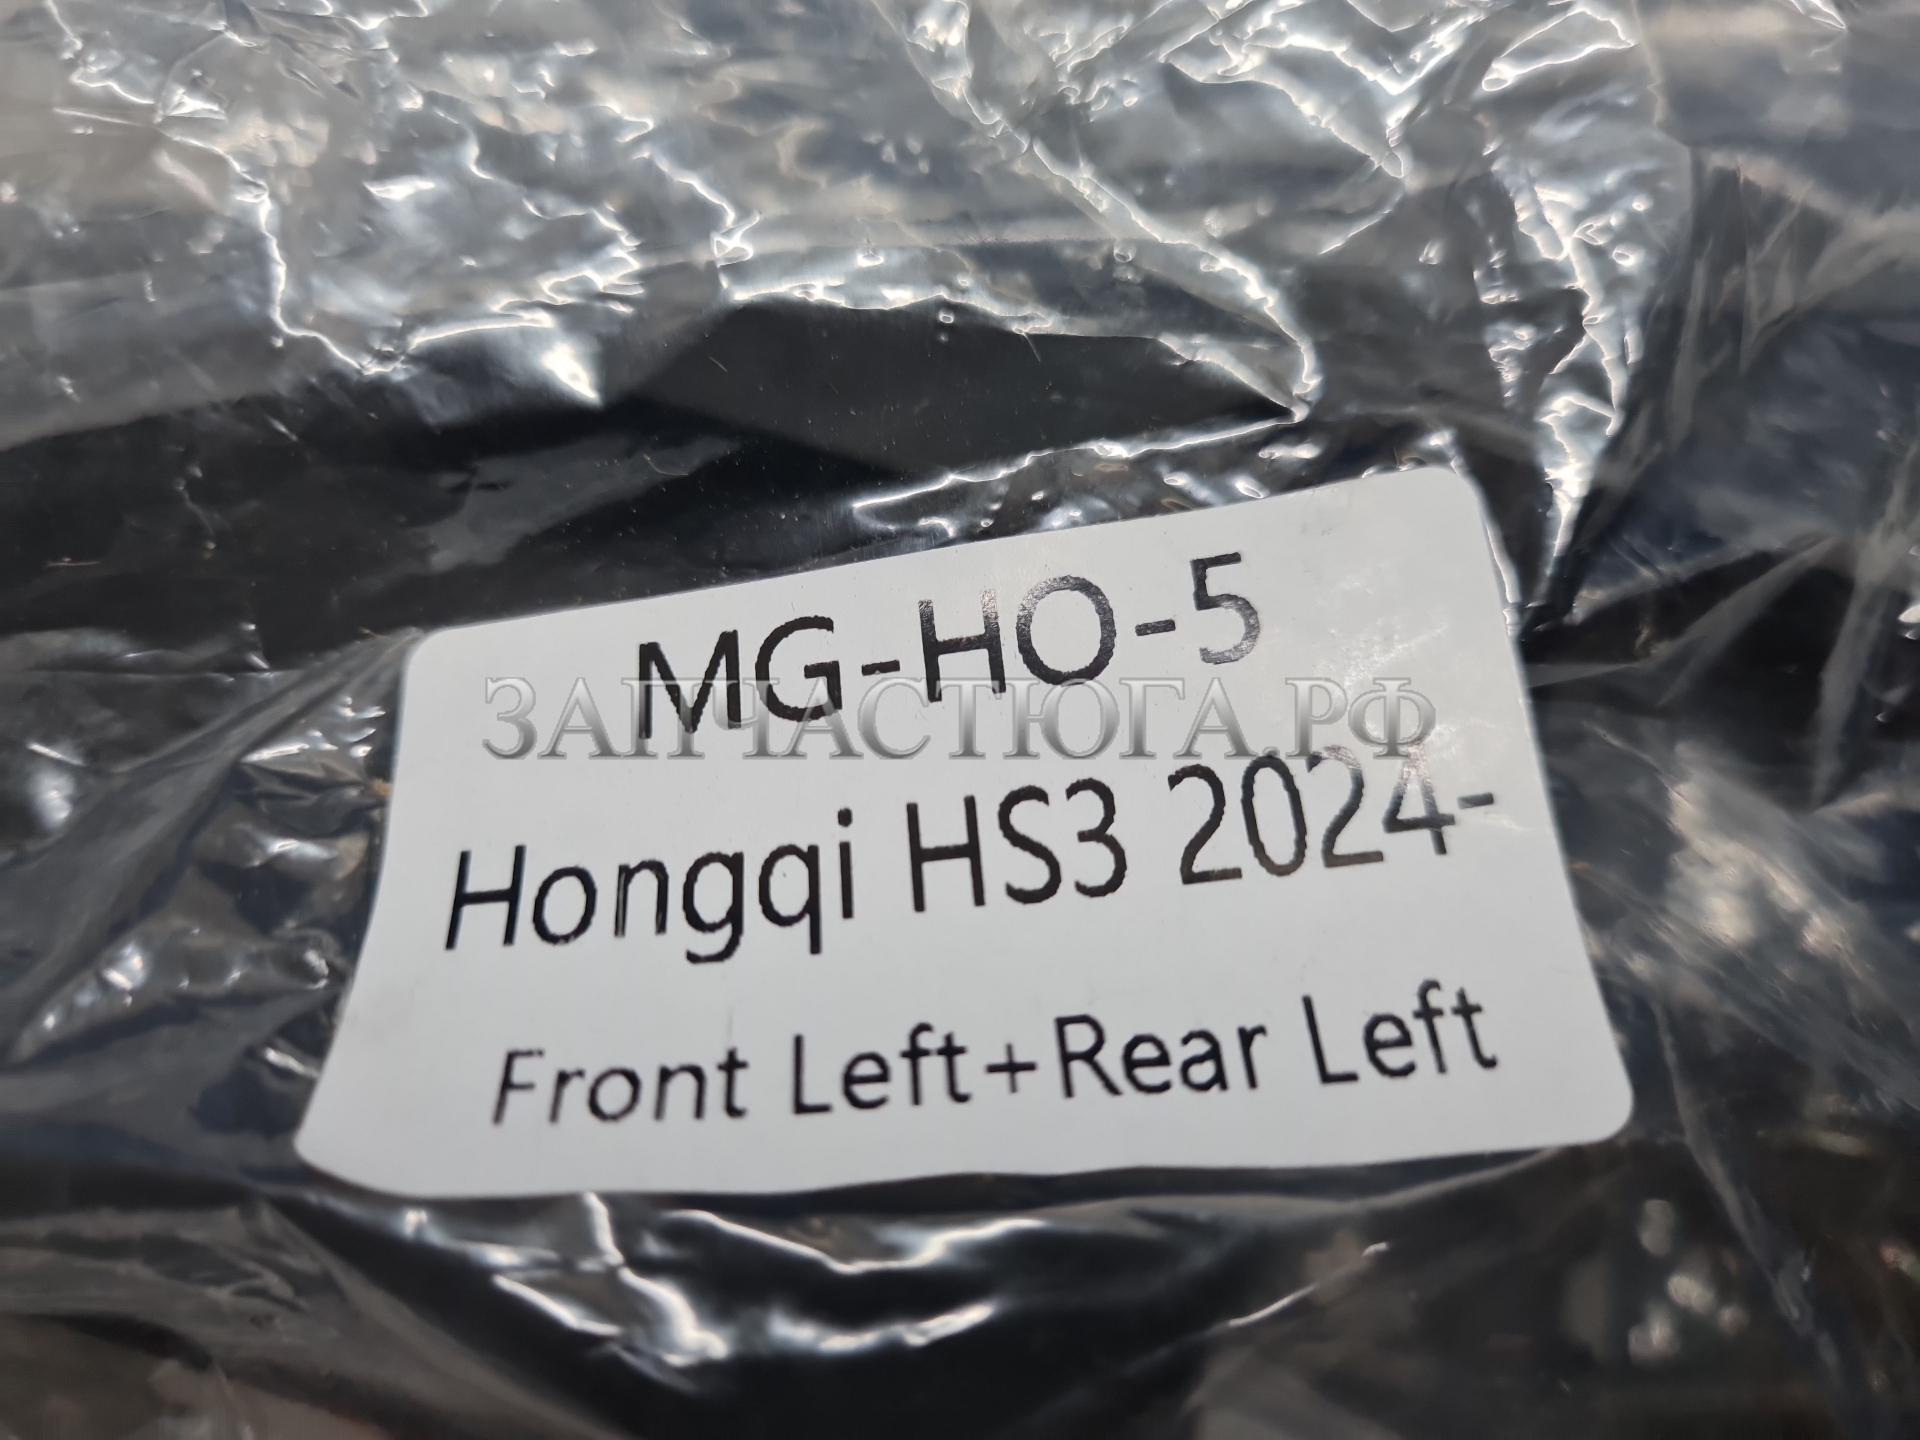 MG-HO-5
ЗАПЧАСТЮГА.РФ
Hongqi HS3 2024-
Front Left+Rear Left